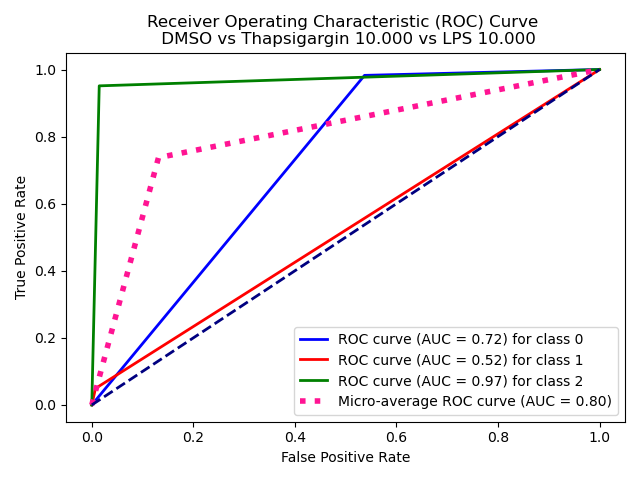 Receiver Operating Characteristic (ROC) Curve
DMSO vs Thapsigargin 10.000 vs LPS 10.000
True Positive Rate
1.0
0.8
0.6
0.4
0.2
0.0
ROC curve (AUC = 0.72) for class 0
ROC curve (AUC = 0.52) for class 1
ROC curve (AUC = 0.97) for class 2
Micro-average ROC curve (AUC = 0.80)
0.0 0.2 0.4 0.6 0.8 1.0
False Positive Rate